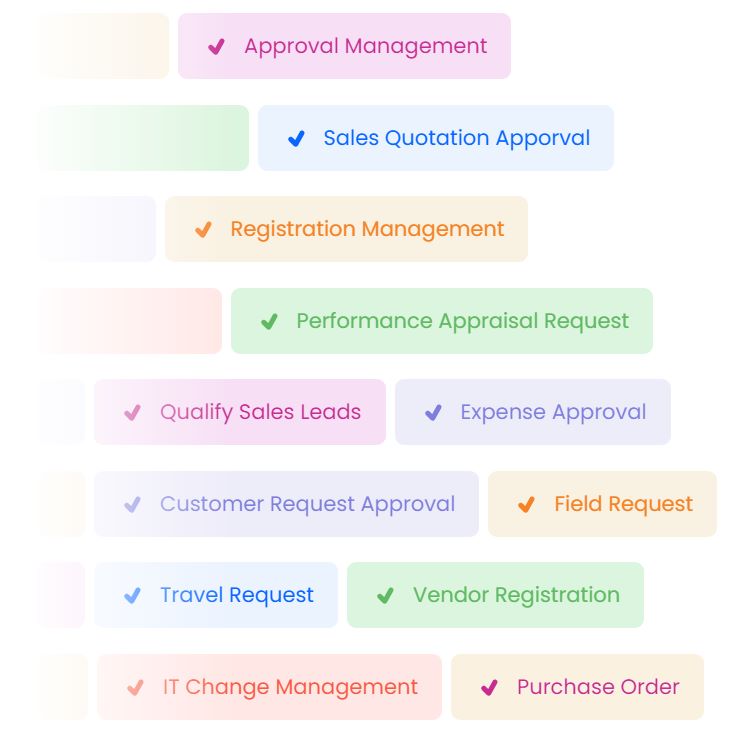 Approval Management
Sales Quotation Apporval
Registration Management
Performance Appraisal Request
Qualify Sales Leads Expense Approval
Customer Request Approval Field Request
Travel Request Vendor Registration
IT Change Management Purchase Order